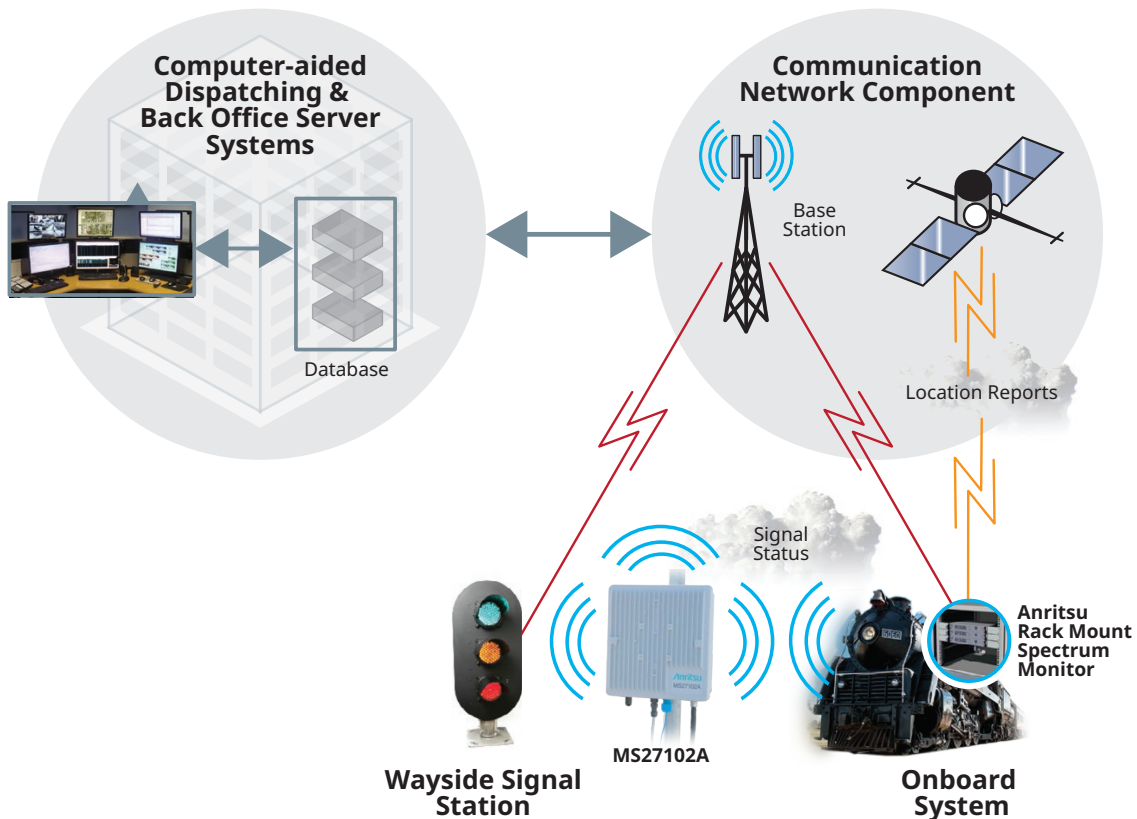 Computer-aided
Dispatching &
Back Office Server
Systems
Database
Communication
Network Component
Base
Station
Location Reports
Signal
Status
Anritsu
MS27102A
MS27102A
Anritsu
Rack Mount
Spectrum
Monitor
Wayside Signal
Station
Onboard
System